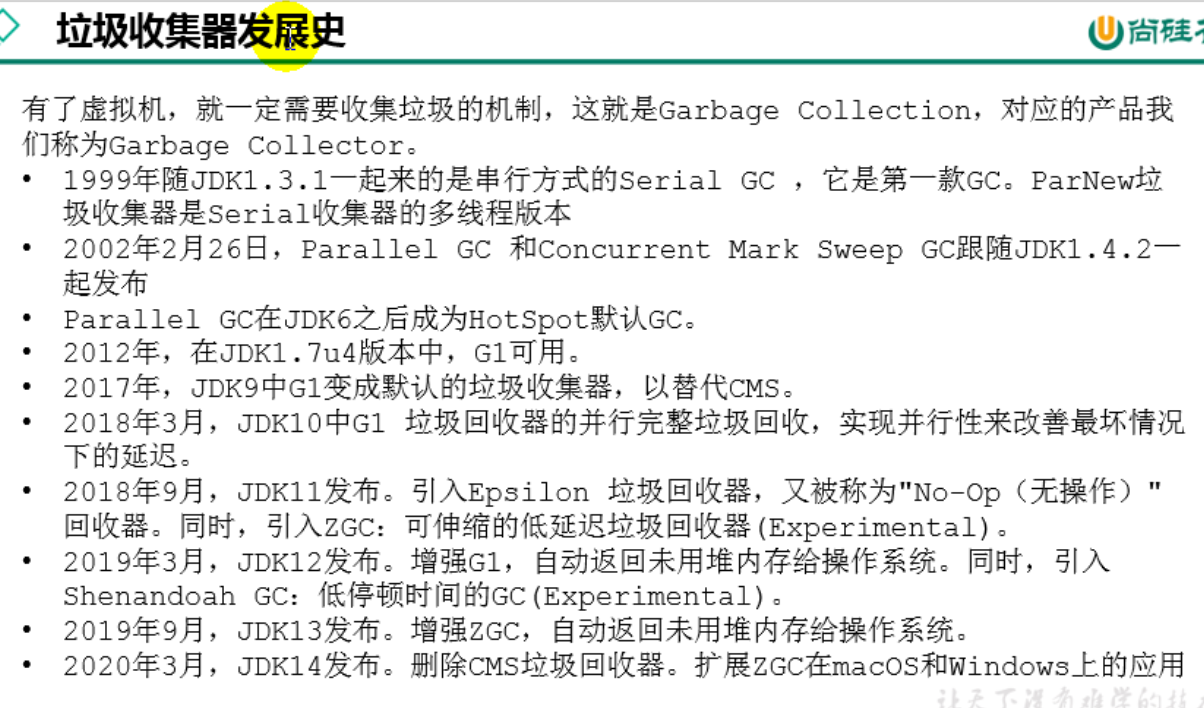 垃圾收集器发展史
尚硅
有了虚拟机，就一定需要收集垃圾的机制，这就是Garbage Collection，对应的产品我
们称为Garbage Collector。
• 1999年随JDK1.3.1一起来的是串行方式的Serial GC ，它是第一款GC。ParNew垃
圾收集器是Serial收集器的多线程版本
• 2002年2月26日，Parallel GC 和Concurrent Mark Sweep GC跟随JDK1.4.2一
起发布
• Parallel GC在JDK6之后成为HotSpot默认GC。
• 2012年，在JDK1.7u4版本中，G1可用。
• 2017年，JDK9中G1变成默认的垃圾收集器，以替代CMS。
• 2018年3月，JDK10中G1 垃圾回收器的并行完整垃圾回收，实现并行性来改善最坏情况
下的延迟。
• 2018年9月，JDK11发布。引入Epsilon 垃圾回收器，又被称为"No-Op（无操作）"
回收器。同时，引入ZGC：可伸缩的低延迟垃圾回收器(Experimental)。
• 2019年3月，JDK12发布。增强G1，自动返回未用堆内存给操作系统。同时，引入
Shenandoah GC：低停顿时间的GC(Experimental)。
• 2019年9月，JDK13发布。增强ZGC，自动返回未用堆内存给操作系统。
• 2020年3月，JDK14发布。删除CMS垃圾回收器。扩展ZGC在macOS和Windows上的应用
让天下没有难学的技